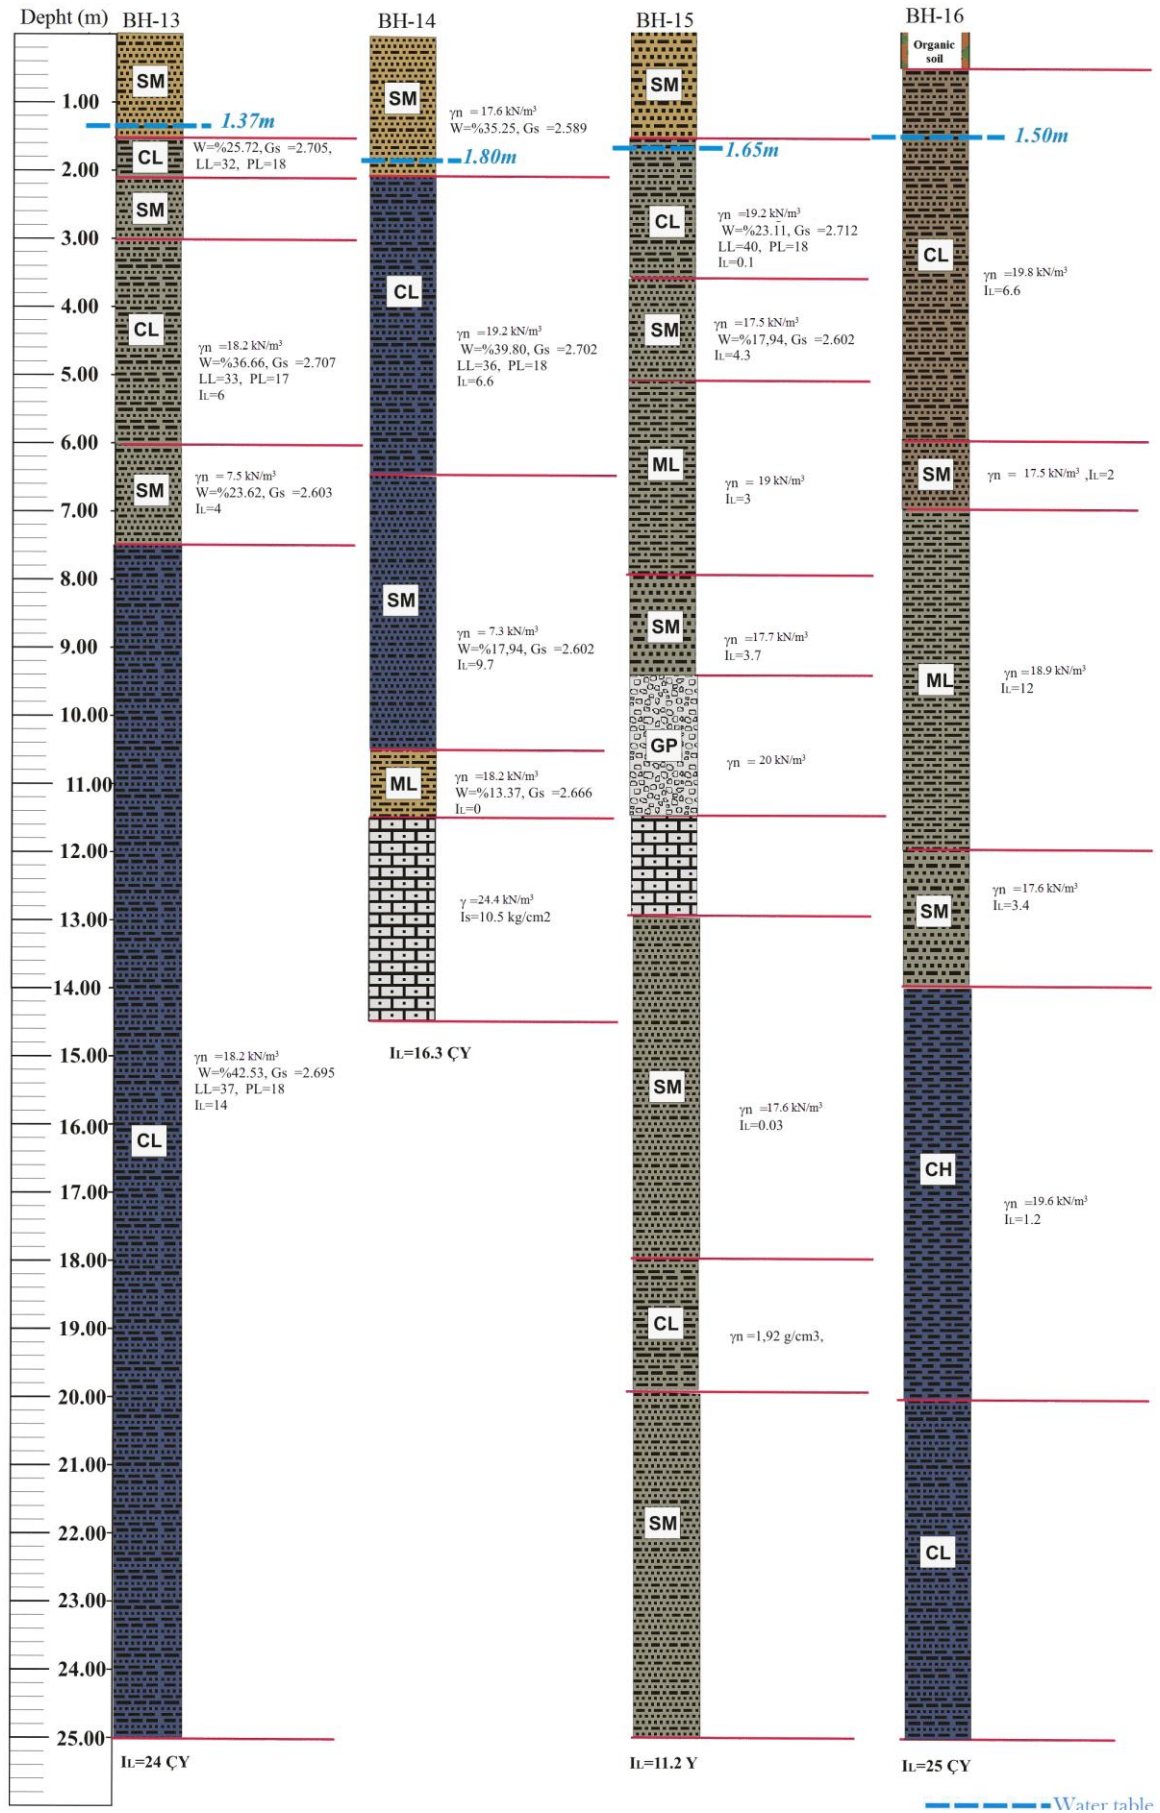 Depht (m)
BH-13
BH-14
BH-15
BH-16
1.00
2.00
3.00
4.00
5.00
6.00
7.00
8.00
9.00
10.00
11.00
12.00
13.00
14.00
15.00
16.00
17.00
18.00
19.00
20.00
21.00
22.00
23.00
24.00
25.00
SM
1.37m
CL
W=%25.72, Gs =2.705,
LL=32, PL=18
SM
CL
γn =18.2 kN/m³
W=%36.66, Gs =2.707
LL=33, PL=17
IL=6
SM
γn = 7.5 kN/m³
W=%23.62, Gs =2.603
IL=4
CL
γn =18.2 kN/m³
W=%42.53, Gs =2.695
LL=37, PL=18
IL=14
IL=24 ÇY
SM
γn = 17.6 kN/m³
W=%35.25, Gs =2.589
1.80m
CL
γn =19.2 kN/m³
W=%39.80, Gs =2.702
LL=36, PL=18
IL=6.6
SM
γn = 7.3 kN/m³
W=%17,94, Gs =2.602
IL=9.7
ML
γn =18.2 kN/m³
W=%13.37, Gs =2.666
IL=0
γ =24.4 kN/m³
Is=10.5 kg/cm2
IL=16.3 ÇY
SM
1.65m
CL
γn =19.2 kN/m³
W=%23.11, Gs =2.712
LL=40, PL=18
IL=0.1
SM
γn =17.5 kN/m³
W=%17,94, Gs =2.602
IL=4.3
ML
γn = 19 kN/m³
IL=3
SM
γn =17.7 kN/m³
IL=3.7
GP
γn = 20 kN/m³
SM
γn =17.6 kN/m³
IL=0.03
CL
γn =1,92 g/cm3,
SM
IL=11.2 Y
Organic
soil
1.50m
CL
γn =19.8 kN/m³
IL=6.6
SM
γn = 17.5 kN/m³ ,IL=2
ML
γn =18.9 kN/m³
IL=12
SM
γn =17.6 kN/m³
IL=3.4
CH
γn =19.6 kN/m³
IL=1.2
CL
IL=25 ÇY
Water table